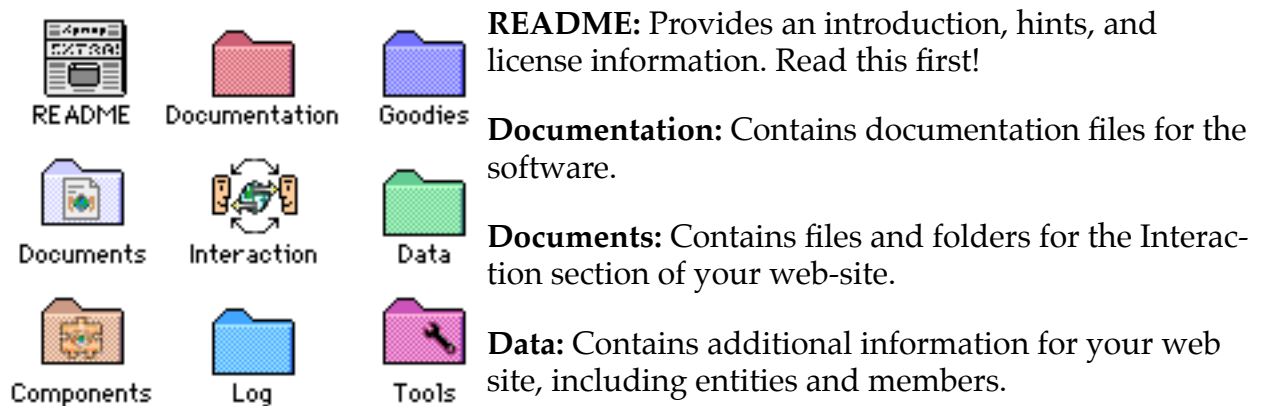 EXTRA!
README
Documentation
Goodies
Documents
Interaction
Data
Components
Log
Tools
README: Provides an introduction, hints, and
license information. Read this first!
Documentation: Contains documentation files for the
software.
Documents: Contains files and folders for the Interac-
tion section of your web-site.
Data: Contains additional information for your web
site, including entities and members.